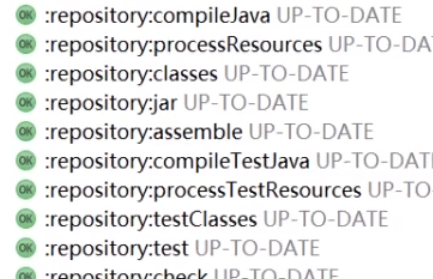 OK :repository:compileJava UP-TO-DATE
OK :repository:processResources UP-TO-DA
OK :repository:classes UP-TO-DATE
OK :repository:jar UP-TO-DATE
OK :repository:assemble UP-TO-DATE
OK :repository:compileTestJava UP-TO-DAT
OK :repository:processTestResources UP-TO-
OK :repository:testClasses UP-TO-DATE
OK :repository:test UP-TO-DATE
OK :repository:check UP-TO-DATE